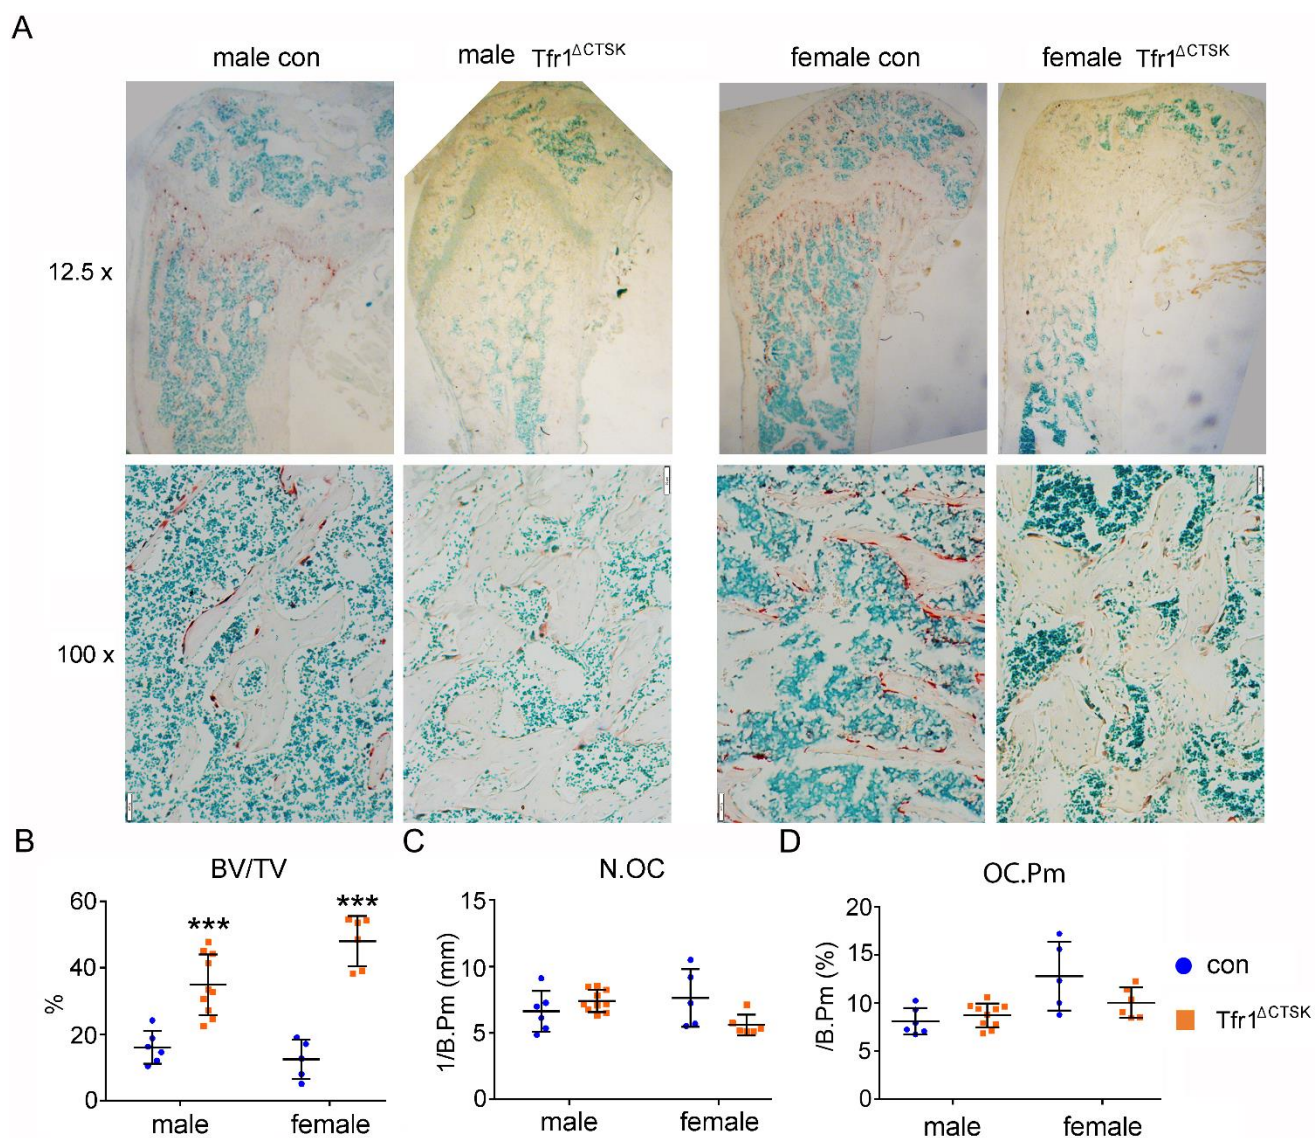 A
male con
male Tfr1ΔCTSK
female con
female Tfr1ΔCTSK
12.5 x
100 x
B
BV/TV
60
40
20
0
%
***
***
male
female
C
N.OC
15
10
5
0
1/B.Pm (mm)
male
female
D
OC.Pm
20
15
10
5
0
/B.Pm (%)
male
female
con
Tfr1ΔCTSK